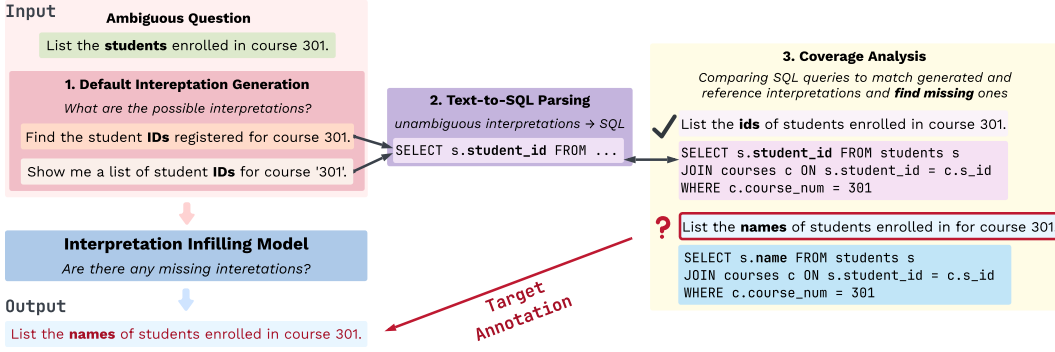 Input
Ambiguous Question
List the students enrolled in course 301.
1. Default Intereptation Generation
What are the possible interpretations?
Find the student IDs registered for course 301.
Show me a list of student IDs for course '301'.
Interpretation Infilling Model
Are there any missing interetations?
Output
List the names of students enrolled in course 301.
2. Text-to-SQL Parsing
unambiguous interpretations → SQL
SELECT s.student_id FROM ...
Target
Annotation
3. Coverage Analysis
Comparing SQL queries to match generated and
reference interpretations and find missing ones
List the ids of students enrolled in course 301.
SELECT s.student_id FROM students s
JOIN courses c ON s.student_id = c.s_id
WHERE c.course_num = 301
?
List the names of students enrolled in for course 301
SELECT s.name FROM students s
JOIN courses c ON s.student_id = c.s_id
WHERE c.course_num = 301